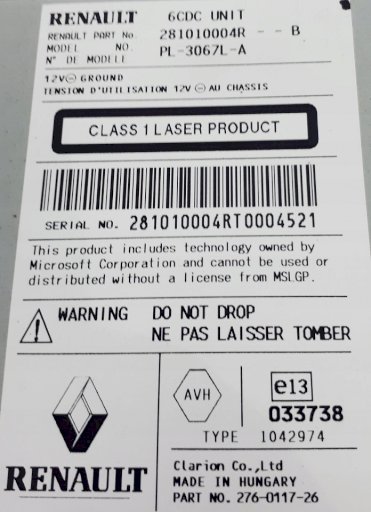 RENAULT 6CDC UNIT
RENAULT PART No. 281010004R - - B
MODEL NO. PL-3067L-A
N° DE MODELE
12V⊖ GROUND
TENSION D'UTILISATION 12V ⊖ AU CHASSIS
CLASS 1 LASER PRODUCT
SERIAL NO. 281010004RT0004521
This product includes technology owned by
Microsoft Corporation and cannot be used or
distributed without a license from MSLGP.
WARNING DO NOT DROP
NE PAS LAISSER TOMBER
AVH e13
033738
TYPE 1042974
RENAULT
Clarion Co.,Ltd
MADE IN HUNGARY
PART NO. 276-0117-26